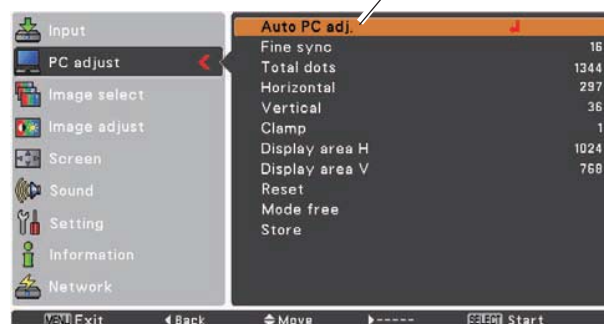 Input
PC adjust
Image select
Image adjust
Screen
Sound
Setting
Information
Network
Auto PC adj.
Fine sync 16
Total dots 1344
Horizontal 297
Vertical 36
Clamp 1
Display area H 1024
Display area V 768
Reset
Mode free
Store
MENU Exit ◀Back ◆Move ▶----- SELECT Start